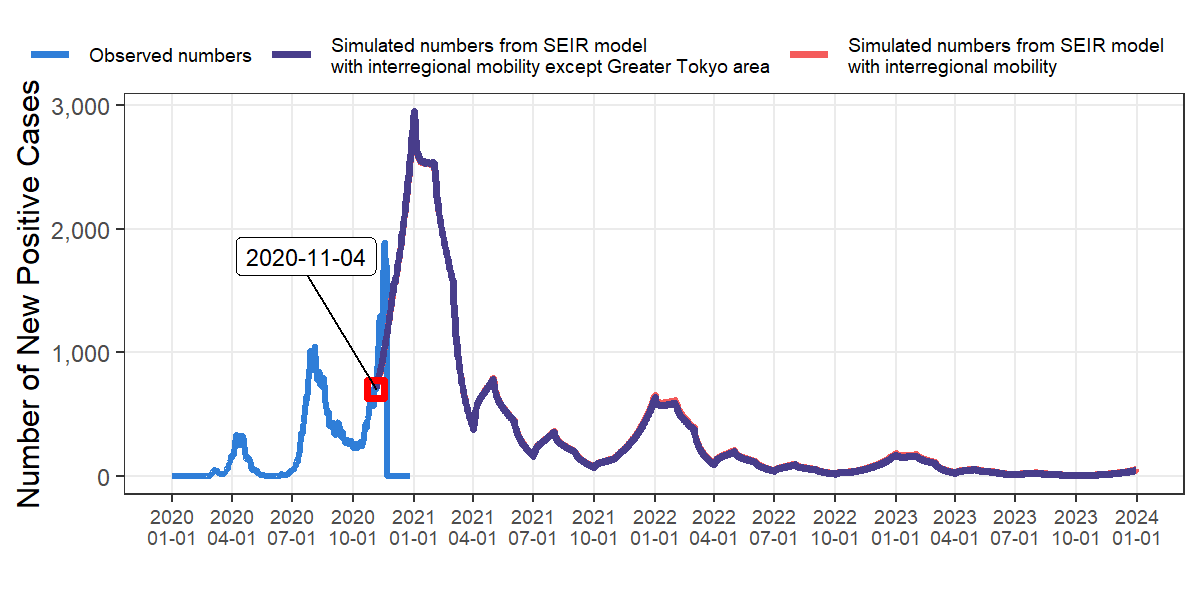 Observed numbers
Simulated numbers from SEIR model
with interregional mobility except Greater Tokyo area
Simulated numbers from SEIR model
with interregional mobility
Number of New Positive Cases
3,000
2,000
1,000
0
2020-11-04
2020 2020 2020 2020 2021 2021 2021 2021 2022 2022 2022 2022 2023 2023 2023 2023 2024
01-01 04-01 07-01 10-01 01-01 04-01 07-01 10-01 01-01 04-01 07-01 10-01 01-01 04-01 07-01 10-01 01-01